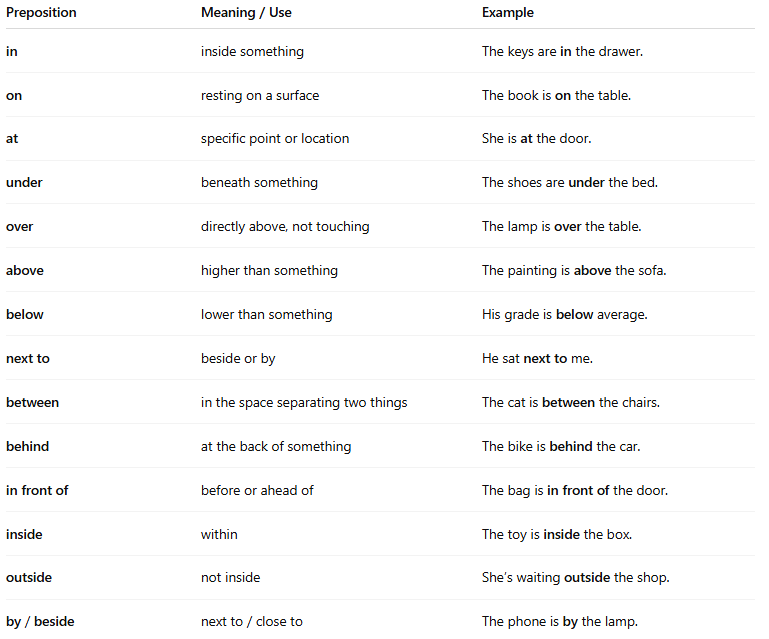 Preposition Meaning / Use Example
in inside something The keys are in the drawer.
on resting on a surface The book is on the table.
at specific point or location She is at the door.
under beneath something The shoes are under the bed.
over directly above, not touching The lamp is over the table.
above higher than something The painting is above the sofa.
below lower than something His grade is below average.
next to beside or by He sat next to me.
between in the space separating two things The cat is between the chairs.
behind at the back of something The bike is behind the car.
in front of before or ahead of The bag is in front of the door.
inside within The toy is inside the box.
outside not inside She's waiting outside the shop.
by / beside next to / close to The phone is by the lamp.